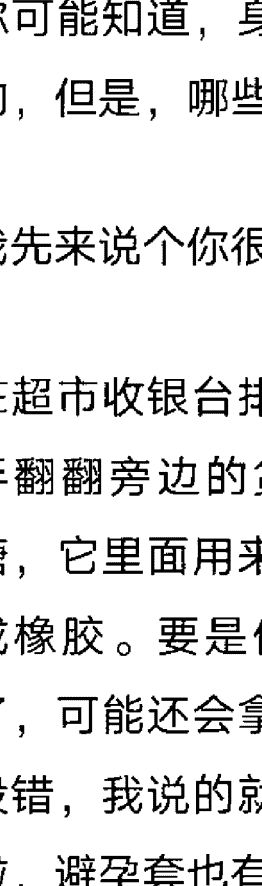 你可能知道，身
的，但是，哪些
我先来说个你很
在超市收银台排
手翻翻旁边的货
糖，它里面用来
成橡胶。要是你
了，可能还会拿
没错，我说的就
，避孕套也有